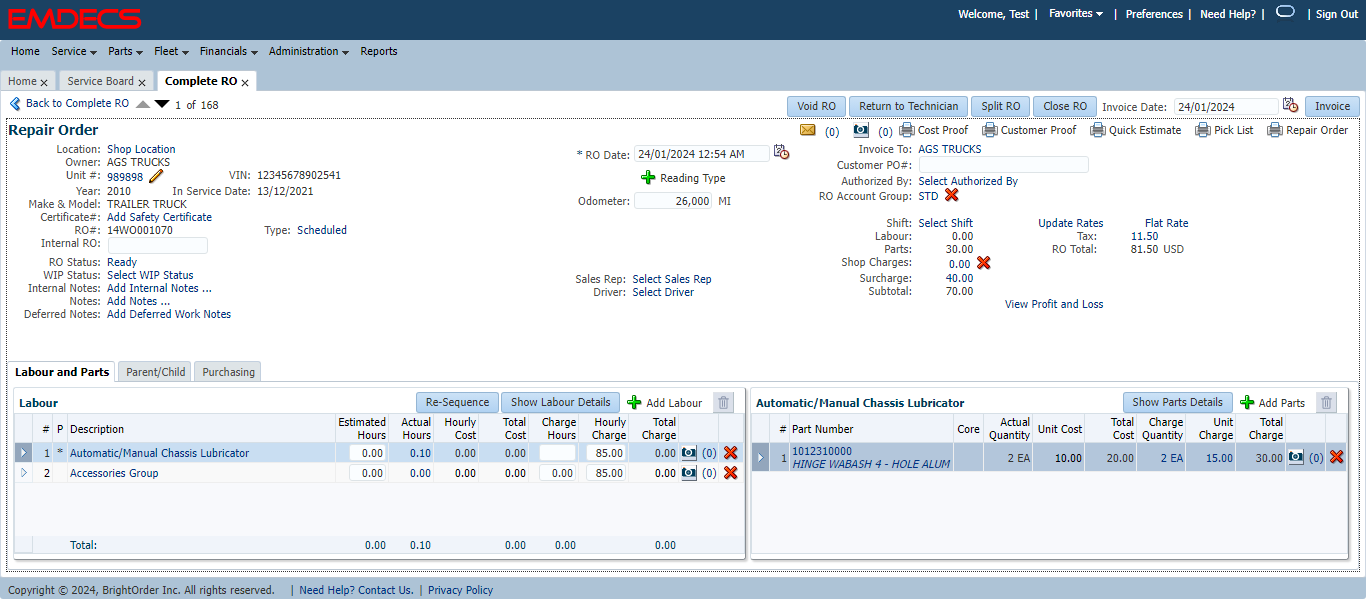 EMDECS
Welcome, Test | Favorites | Preferences | Need Help? | | Sign Out
Home Service Parts Fleet Financials Administration Reports
Home Service Board Complete RO
Back to Complete RO 1 of 168 Void RO Return to Technician Split RO Close RO Invoice Date: 24/01/2024 Invoice
Repair Order (0) (0) Cost Proof Customer Proof Quick Estimate Pick List Repair Order
Location: Shop Location
Owner: AGS TRUCKS
Unit #: 989898 VIN: 12345678902541
Year: 2010 In Service Date: 13/12/2021
Make & Model: TRAILER TRUCK
Certificate#: Add Safety Certificate
RO#: 14WO001070 Type: Scheduled
Internal RO:
RO Status: Ready
WIP Status: Select WIP Status
Internal Notes: Add Internal Notes ...
Notes: Add Notes ...
Deferred Notes: Add Deferred Work Notes
* RO Date: 24/01/2024 12:54 AM
Reading Type
Odometer: 26,000 MI
Sales Rep: Select Sales Rep
Driver: Select Driver
Invoice To: AGS TRUCKS
Customer PO#:
Authorized By: Select Authorized By
RO Account Group: STD
Shift: Select Shift Update Rates Flat Rate
Labour: 0.00 Tax: 11.50
Parts: 30.00 RO Total: 81.50 USD
Shop Charges: 0.00
Surcharge: 40.00
Subtotal: 70.00
View Profit and Loss
Labour and Parts Parent/Child Purchasing
Labour Re-Sequence Show Labour Details Add Labour
# P Description Estimated Hours Actual Hours Hourly Cost Total Cost Charge Hours Hourly Charge Total Charge
1 * Automatic/Manual Chassis Lubricator 0.00 0.10 0.00 0.00 85.00 0.00 (0)
2 Accessories Group 0.00 0.00 0.00 0.00 0.00 85.00 0.00 (0)
Total: 0.00 0.10 0.00 0.00 0.00
Automatic/Manual Chassis Lubricator Show Parts Details Add Parts
# Part Number Core Actual Quantity Unit Cost Total Cost Charge Quantity Unit Charge Total Charge
1 1012310000 2 EA 10.00 20.00 2 EA 15.00 30.00 (0)
HINGE WABASH 4 - HOLE ALUM
Copyright © 2024, BrightOrder Inc. All rights reserved. | Need Help? Contact Us. | Privacy Policy